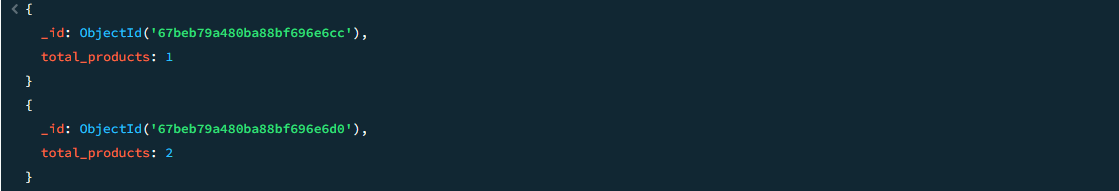 {
_id: ObjectId('67beb79a480ba88bf696e6cc'),
total_products: 1
}
{
_id: ObjectId('67beb79a480ba88bf696e6d0'),
total_products: 2
}